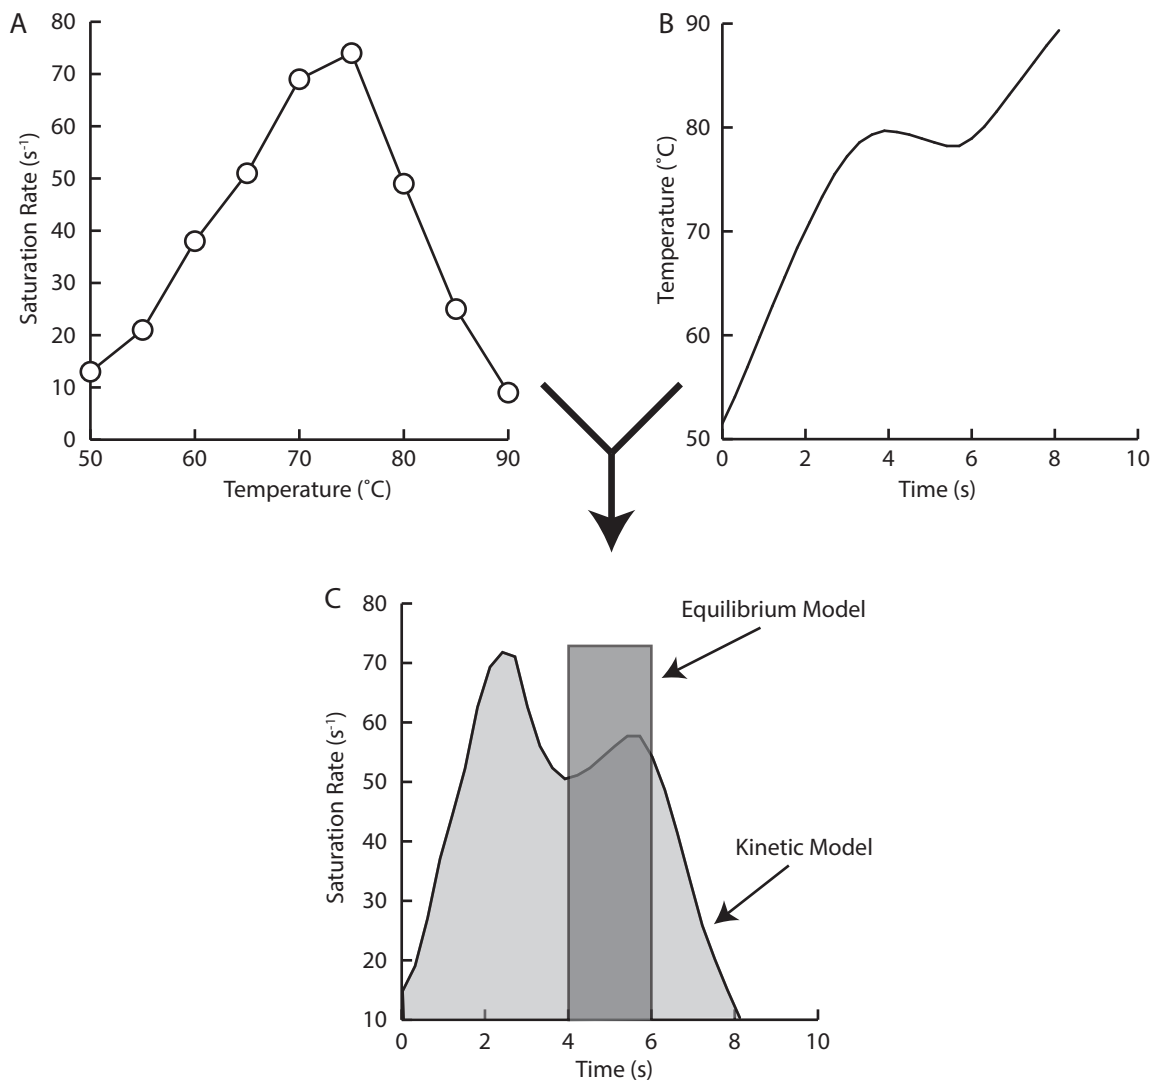 A
80
70
60
50
40
30
20
10
0
Saturation Rate (s⁻¹)
50 60 70 80 90
Temperature (˚C)
B
90
80
70
60
50
Temperature (˚C)
0 2 4 6 8 10
Time (s)
C
80
70
60
50
40
30
20
10
Saturation Rate (s⁻¹)
Equilibrium Model
Kinetic Model
0 2 4 6 8 10
Time (s)